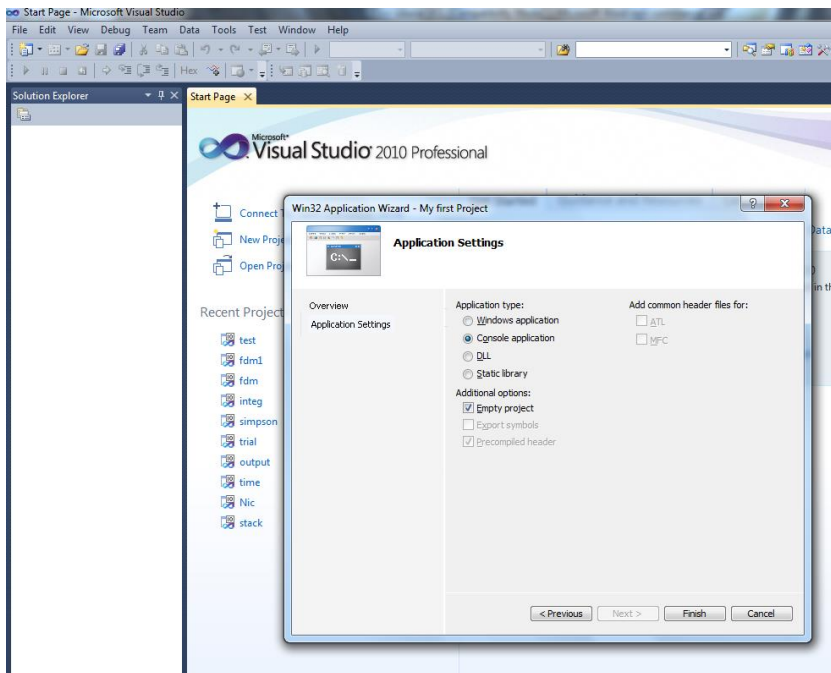 Start Page - Microsoft Visual Studio
File Edit View Debug Team Data Tools Test Window Help
Hex
Solution Explorer
Start Page
Microsoft
Visual Studio 2010 Professional
Connect
New Proje
Open Proj
Recent Project
test
fdm1
fdm
integ
simpson
trial
output
time
Nic
stack
Win32 Application Wizard - My first Project
C:\_
Application Settings
Overview
Application Settings
Application type:
Windows application
Console application
DLL
Static library
Additional options:
Empty project
Export symbols
Precompiled header
Add common header files for:
ATL
MFC
< Previous
Next >
Finish
Cancel
Data
in th